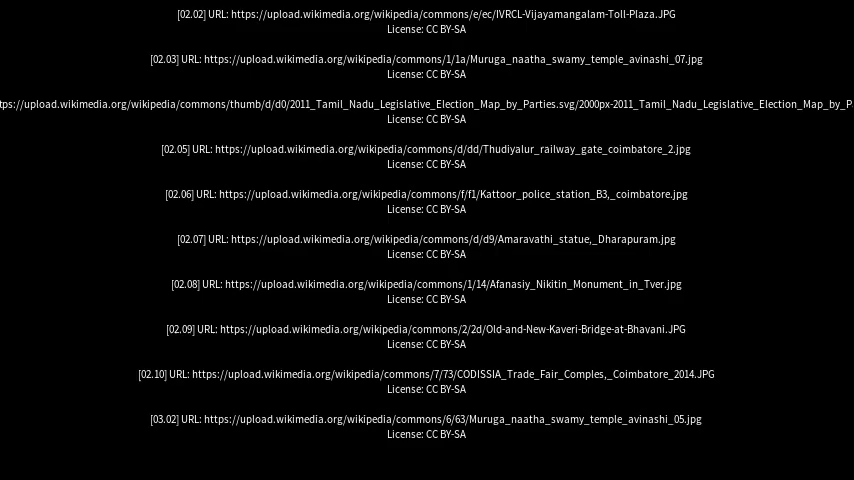 [02.02] URL: https://upload.wikimedia.org/wikipedia/commons/e/ec/IVRCL-Vijayamangalam-Toll-Plaza.JPG
License: CC BY-SA
[02.03] URL: https://upload.wikimedia.org/wikipedia/commons/1/1a/Muruga_naatha_swamy_temple_avinashi_07.jpg
License: CC BY-SA
tps://upload.wikimedia.org/wikipedia/commons/thumb/d/d0/2011_Tamil_Nadu_Legislative_Election_Map_by_Parties.svg/2000px-2011_Tamil_Nadu_Legislative_Election_Map_by_P
License: CC BY-SA
[02.05] URL: https://upload.wikimedia.org/wikipedia/commons/d/dd/Thudiyalur_railway_gate_coimbatore_2.jpg
License: CC BY-SA
[02.06] URL: https://upload.wikimedia.org/wikipedia/commons/f/f1/Kattoor_police_station_B3,_coimbatore.jpg
License: CC BY-SA
[02.07] URL: https://upload.wikimedia.org/wikipedia/commons/d/d9/Amaravathi_statue,_Dharapuram.jpg
License: CC BY-SA
[02.08] URL: https://upload.wikimedia.org/wikipedia/commons/1/14/Afanasiy_Nikitin_Monument_in_Tver.jpg
License: CC BY-SA
[02.09] URL: https://upload.wikimedia.org/wikipedia/commons/2/2d/Old-and-New-Kaveri-Bridge-at-Bhavani.JPG
License: CC BY-SA
[02.10] URL: https://upload.wikimedia.org/wikipedia/commons/7/73/CODISSIA_Trade_Fair_Comples,_Coimbatore_2014.JPG
License: CC BY-SA
[03.02] URL: https://upload.wikimedia.org/wikipedia/commons/6/63/Muruga_naatha_swamy_temple_avinashi_05.jpg
License: CC BY-SA